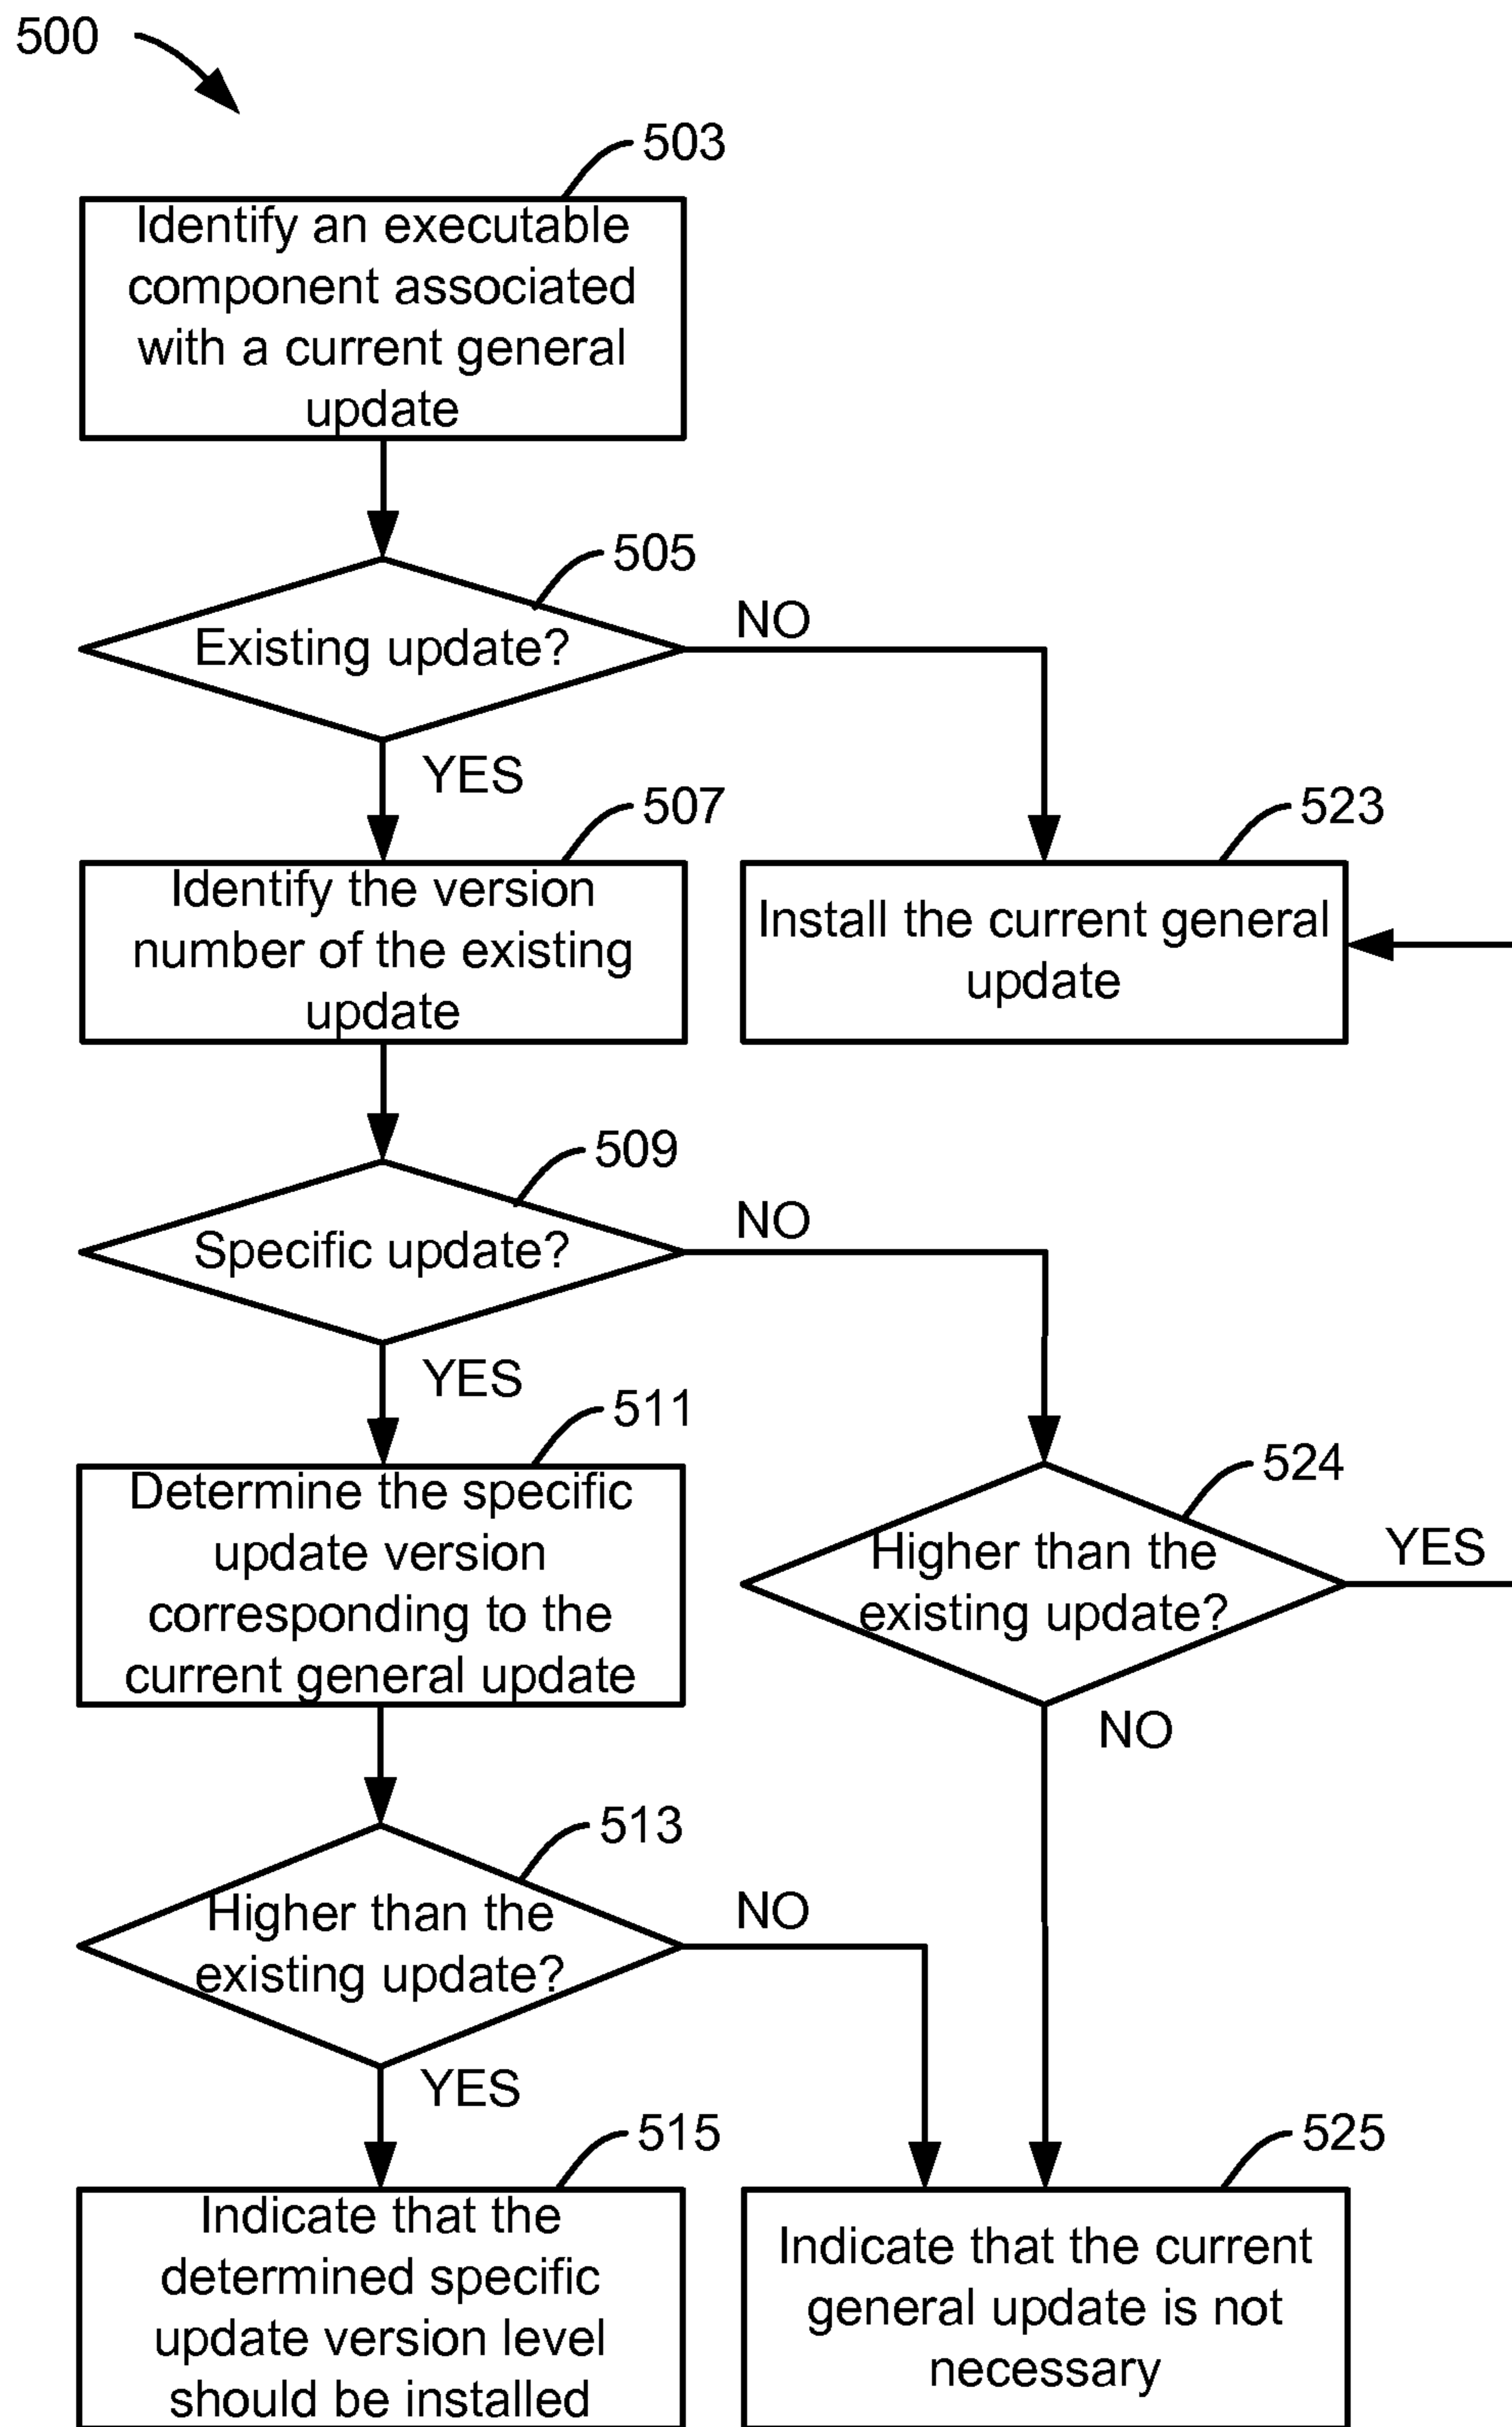 500
503
Identify an executable
component associated
with a current general
update
505
Existing update?
NO
YES
507
Identify the version
number of the existing
update
523
Install the current general
update
509
Specific update?
NO
YES
511
Determine the specific
update version
corresponding to the
current general update
524
Higher than the
existing update?
YES
NO
513
Higher than the
existing update?
NO
YES
515
Indicate that the
determined specific
update version level
should be installed
525
Indicate that the current
general update is not
necessary